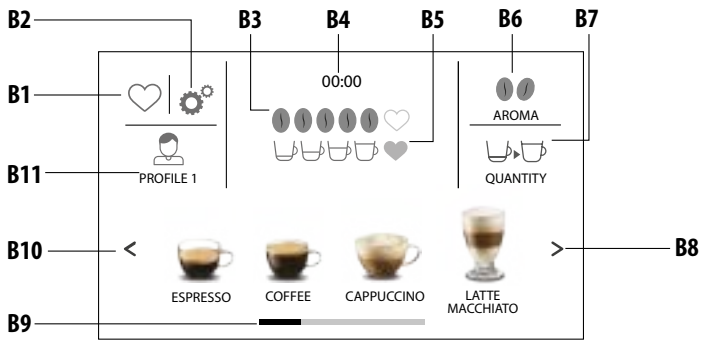 B2
B3
B4
B5
B6
B7
B1
00:00
AROMA
B11
PROFILE 1
QUANTITY
B10
<
>
B8
ESPRESSO
COFFEE
CAPPUCCINO
LATTE
MACCHIATO
B9